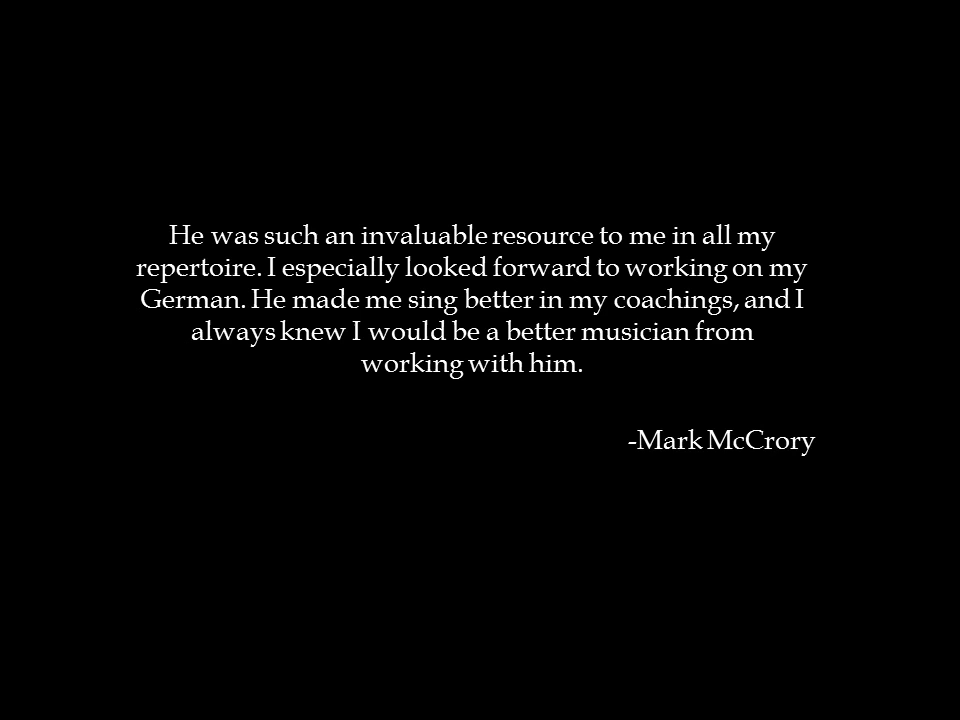 He was such an invaluable resource to me in all my
repertoire. I especially looked forward to working on my
German. He made me sing better in my coachings, and I
always knew I would be a better musician from
working with him.
-Mark McCrory